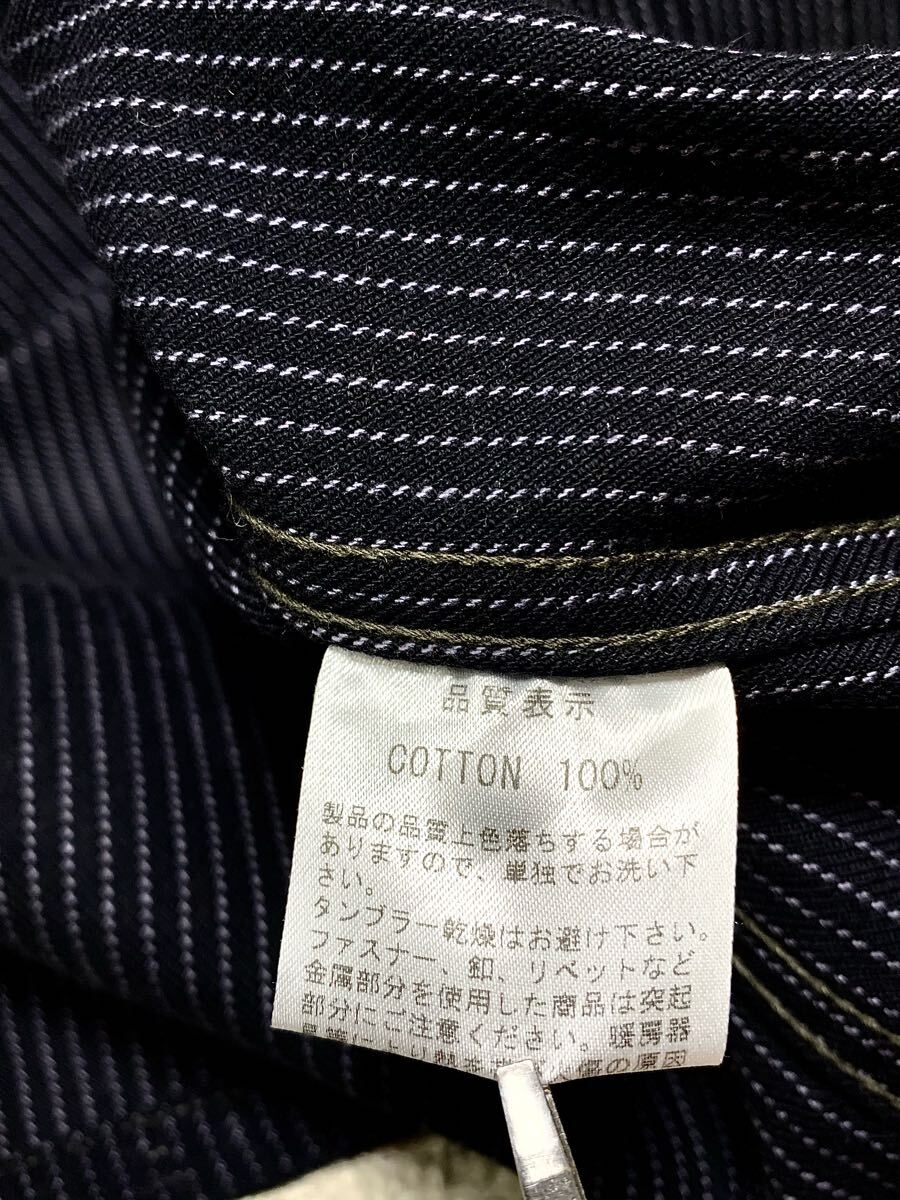 品質表示
COTTON 100%
製品の品質上色落ちする場合が
ありますので、単独でお洗い下
さい。
タンブラー乾燥はお避け下さい。
ファスナー、釦、リベットなど
金属部分を使用した商品は突起
部分にご注意ください。暖房器
の原因